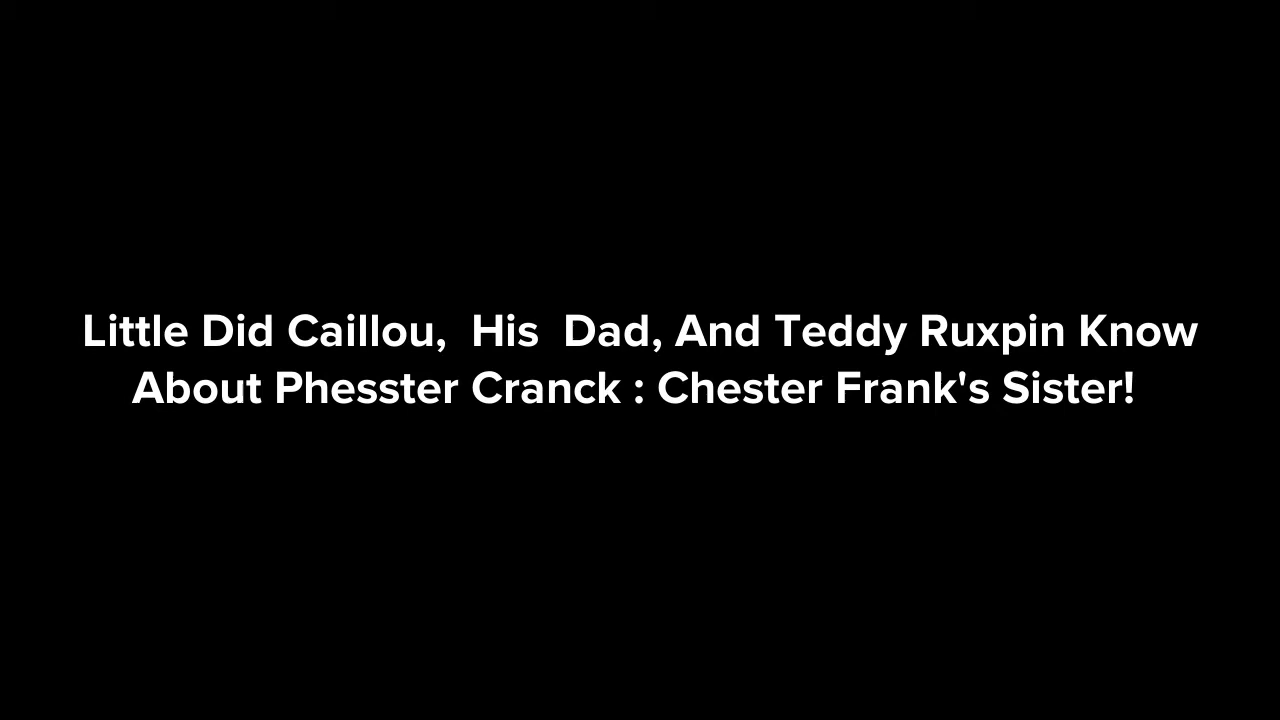 Little Did Caillou,  His  Dad, And Teddy Ruxpin Know
About Phesster Cranck : Chester Frank's Sister!